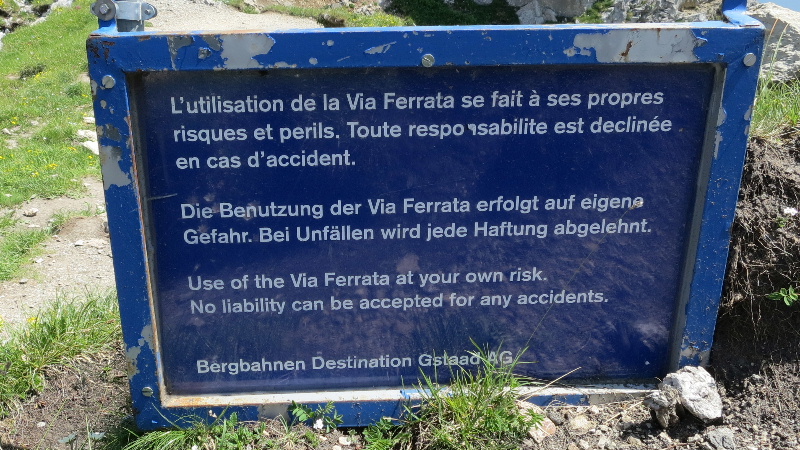 L'utilisation de la Via Ferrata se fait à ses propres
risques et perils. Toute responsabilite est declinée
en cas d'accident.
Die Benutzung der Via Ferrata erfolgt auf eigene
Gefahr. Bei Unfällen wird jede Haftung abgelehnt.
Use of the Via Ferrata at your own risk.
No liability can be accepted for any accidents.
Bergbahnen Destination Gstaad AG